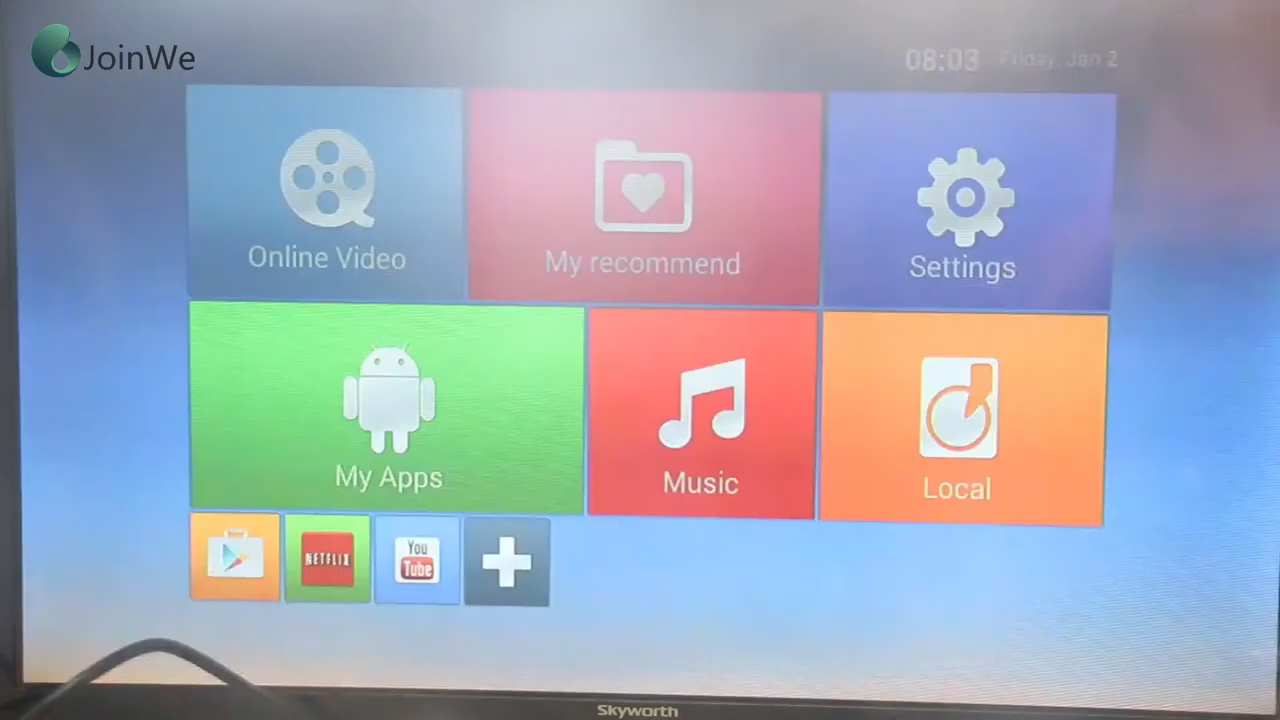 JoinWe
08:03 Friday, Jan 2
Online Video
My recommend
Settings
My Apps
Music
Local
NETFLIX
You
Tube
Skyworth